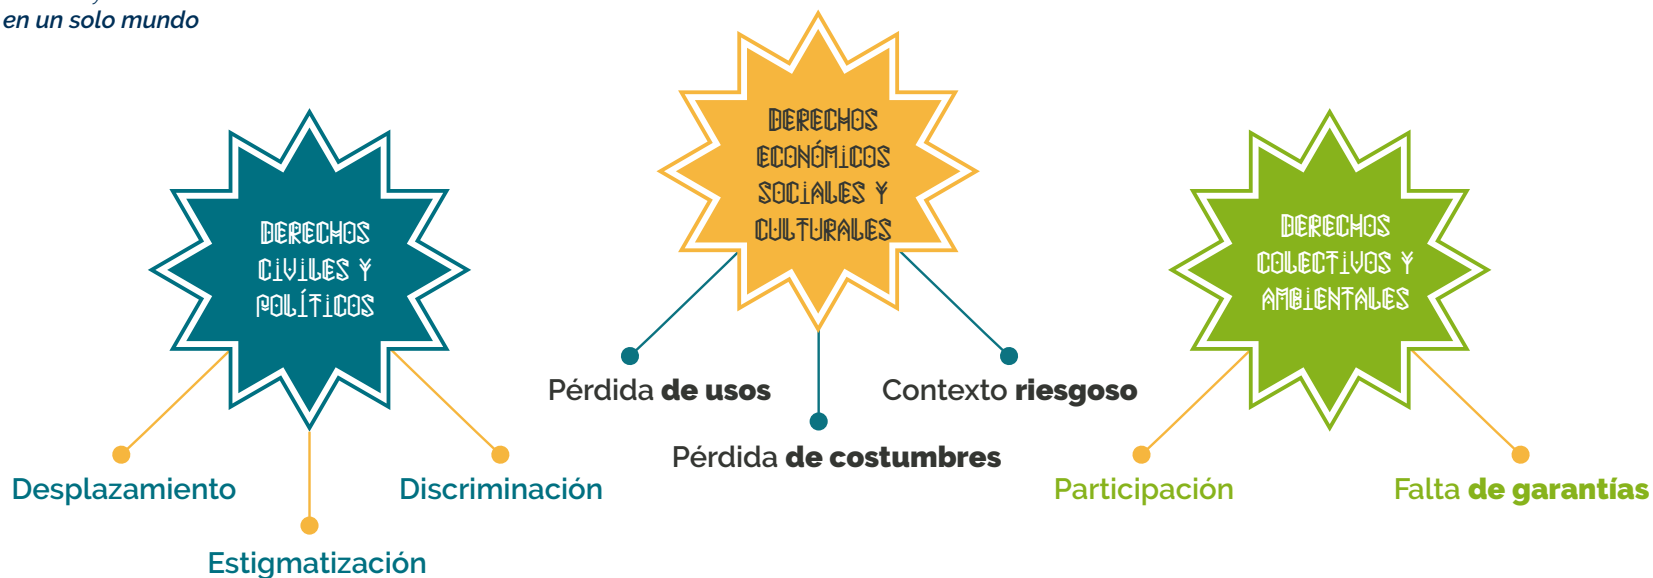 en un solo mundo
DERECHOS
CIVILES Y
POLÍTICOS
Desplazamiento
Estigmatización
Discriminación
DERECHOS
ECONÓMICOS
SOCIALES Y
CULTURALES
Pérdida de usos
Pérdida de costumbres
Contexto riesgoso
DERECHOS
COLECTIVOS Y
AMBIENTALES
Participación
Falta de garantías